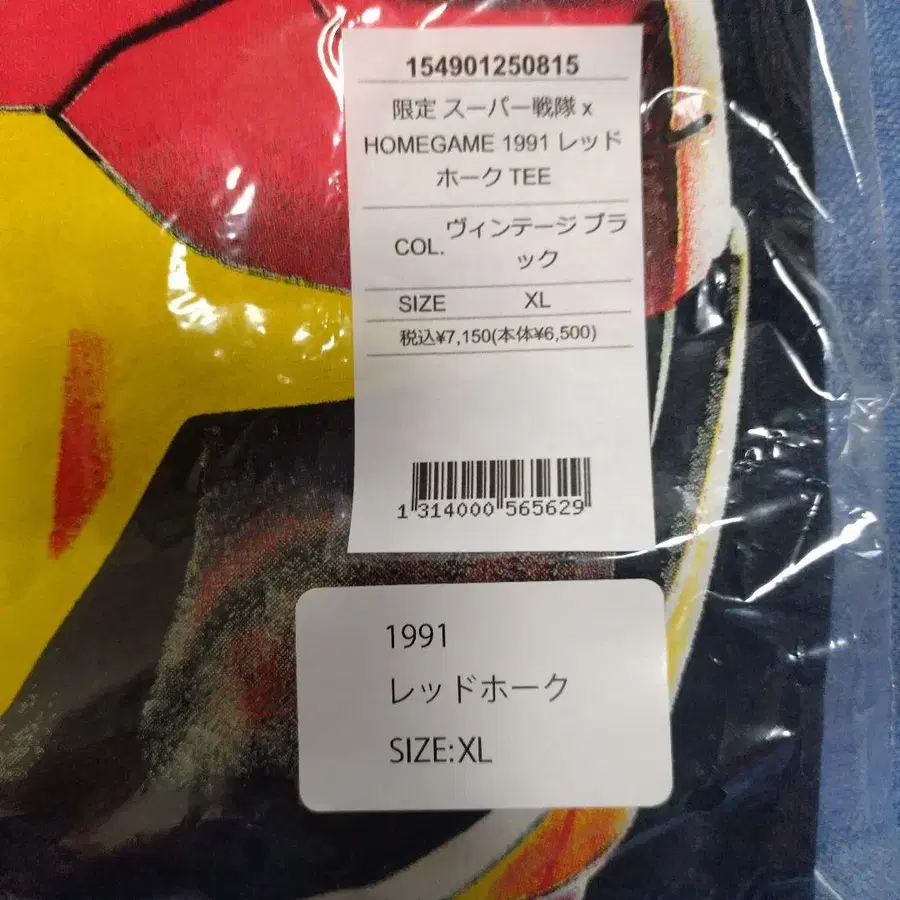 154901250815
限定 スーパー戦隊 x
HOMEGAME 1991 レッド
ホーク TEE
COL. ヴィンテージ ブラ
ック
SIZE XL
税込¥7,150(本体¥6,500)
1 314000 565629
1991
レッドホーク
SIZE: XL